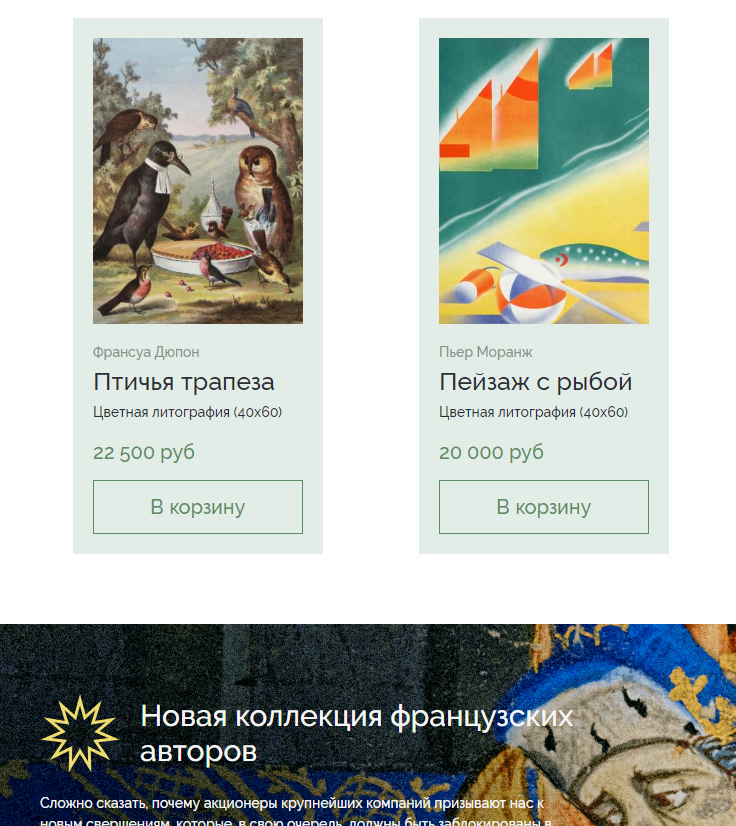 Франсуа Дюпон
Птичья трапеза
Цветная литография (40х60)
22 500 руб
В корзину
Пьер Моранж
Пейзаж с рыбой
Цветная литография (40х60)
20 000 руб
В корзину
Новая коллекция французских
авторов
Сложно сказать, почему акционеры крупнейших компаний призывают нас к
новым свершениям, которые, в свою очередь, должны быть заблокированы в